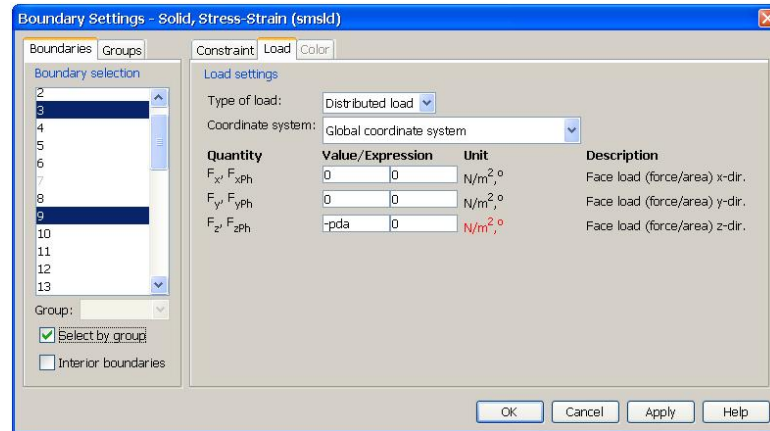 Boundary Settings - Solid, Stress-Strain (smsld)
Boundaries Groups
Boundary selection
2
3
4
5
6
7
8
9
10
11
12
13
Group:
Select by group
Interior boundaries
Constraint Load Color
Load settings
Type of load: Distributed load
Coordinate system: Global coordinate system
Quantity Value/Expression Unit Description
Fx, FxPh 0 0 N/m², ° Face load (force/area) x-dir.
Fy, FyPh 0 0 N/m², ° Face load (force/area) y-dir.
Fz, FzPh -pda 0 N/m², ° Face load (force/area) z-dir.
OK Cancel Apply Help